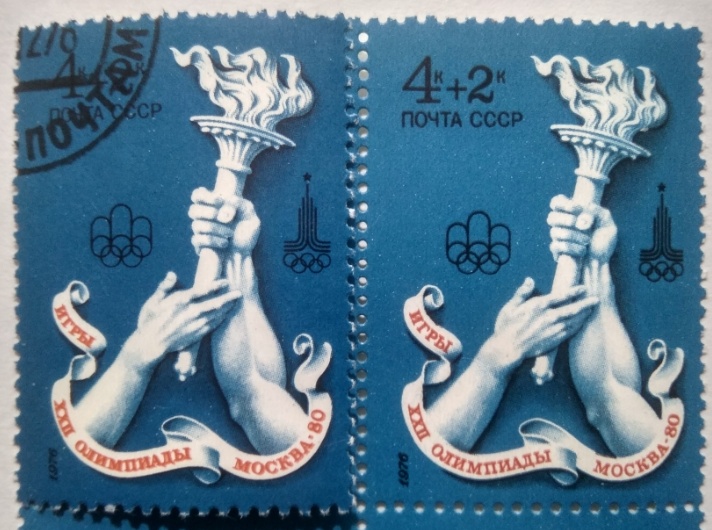 4к
ПОЧТА СССР
ПОЧТАМТ
ИГРЫ
XXII ОЛИМПИАДЫ МОСКВА·80
1976
4к+2к
ПОЧТА СССР
ИГРЫ
XXII ОЛИМПИАДЫ МОСКВА·80
1976